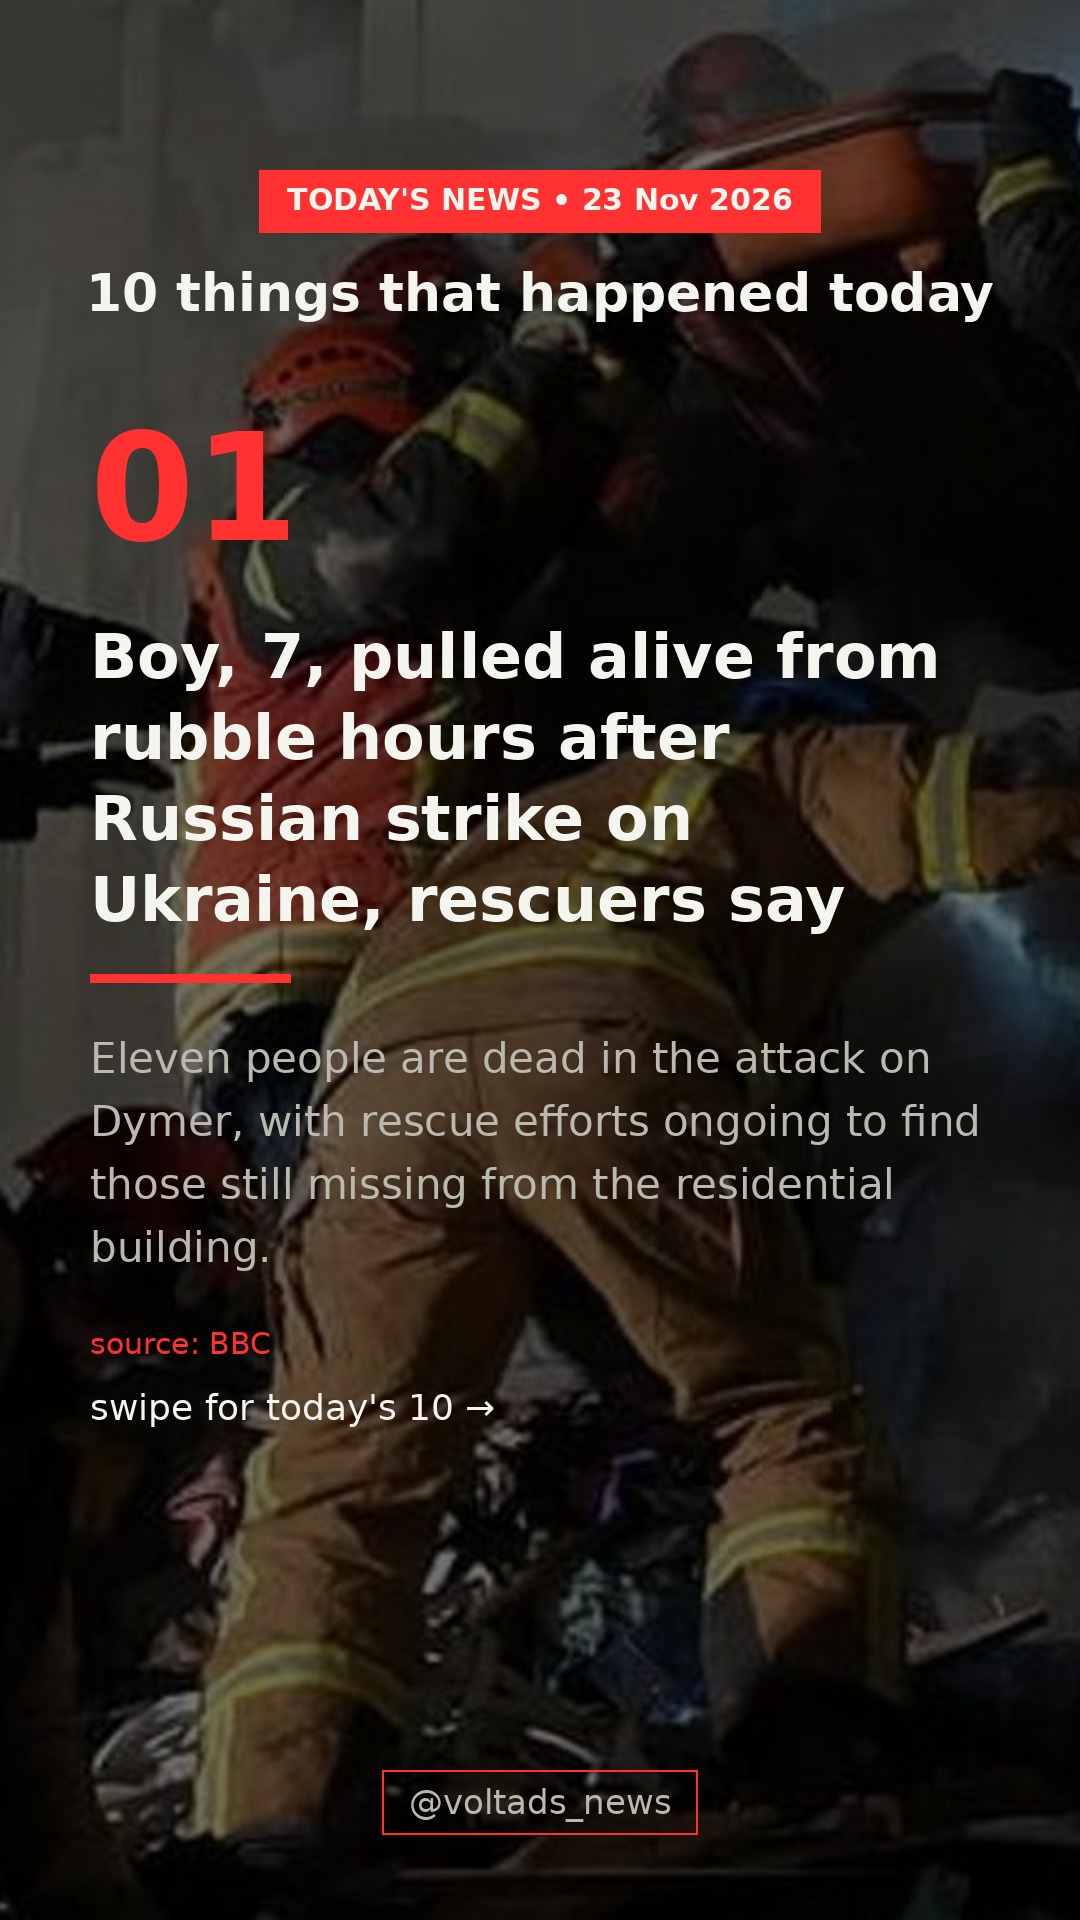 TODAY'S NEWS • 23 Nov 2026
10 things that happened today
01
Boy, 7, pulled alive from
rubble hours after
Russian strike on
Ukraine, rescuers say
Eleven people are dead in the attack on
Dymer, with rescue efforts ongoing to find
those still missing from the residential
building.
source: BBC
swipe for today's 10 →
@voltads_news